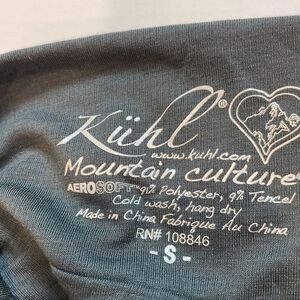 Kühl®
www.kuhl.com
Mountain culture®
AEROSOFT™ 91% Polyester, 9% Tencel
Cold wash, hang dry
Made in China Fabrique Au China
RN# 108846
- S -